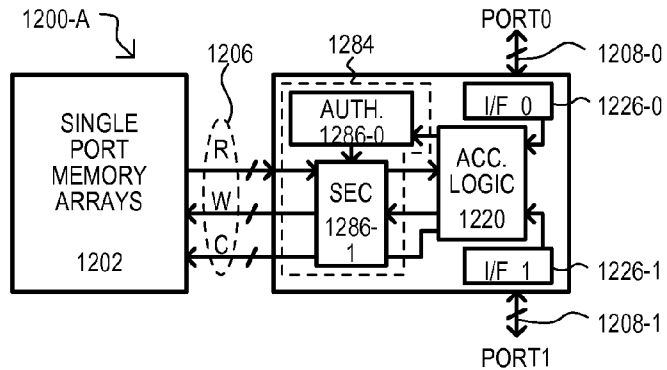 1200-A
1206
1284
PORT0
1208-0
SINGLE
PORT
MEMORY
ARRAYS
1202
R
W
C
AUTH.
1286-0
SEC
1286-
1
ACC.
LOGIC
1220
I/F 0
1226-0
I/F 1
1226-1
1208-1
PORT1